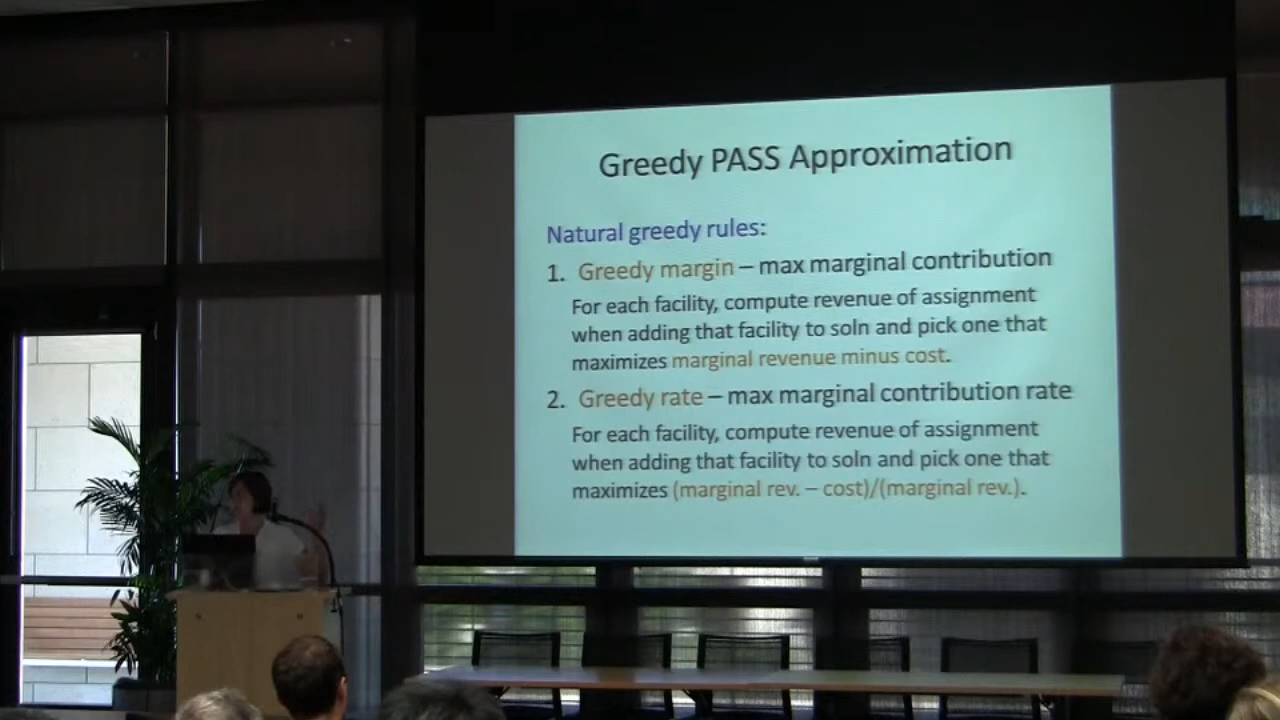 Greedy PASS Approximation
Natural greedy rules:
1. Greedy margin – max marginal contribution
For each facility, compute revenue of assignment
when adding that facility to soln and pick one that
maximizes marginal revenue minus cost.
2. Greedy rate – max marginal contribution rate
For each facility, compute revenue of assignment
when adding that facility to soln and pick one that
maximizes (marginal rev. – cost)/(marginal rev.).